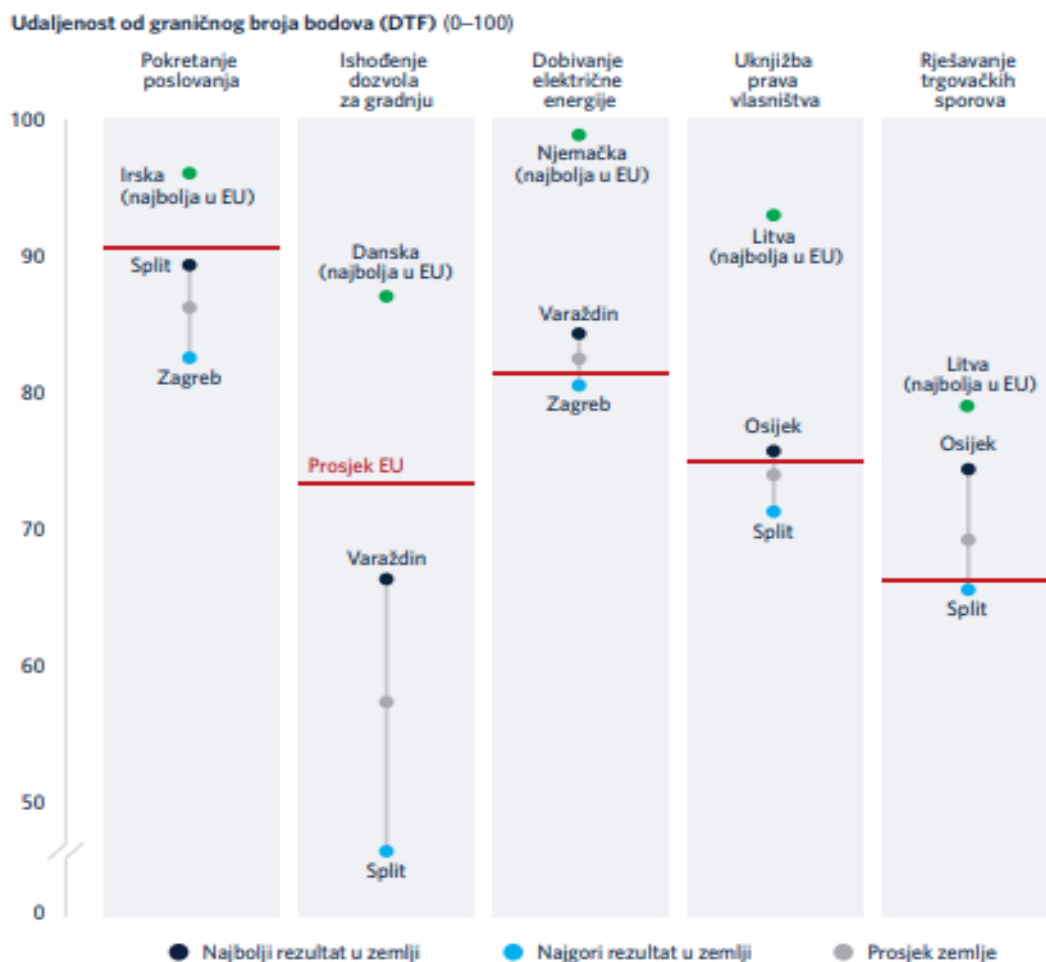 Udaljenost od graničnog broja bodova (DTF) (0–100)
Pokretanje
poslovanja
Ishođenje
dozvola
za gradnju
Dobivanje
električne
energije
Uknjižba
prava
vlasništva
Rješavanje
trgovačkih
sporova
100
90
80
70
60
50
0
Irska
(najbolja u EU)
Split
Zagreb
Danska
(najbolja u EU)
Prosjek EU
Varaždin
Split
Njemačka
(najbolja u EU)
Varaždin
Zagreb
Litva
(najbolja u EU)
Osijek
Split
Litva
(najbolja u EU)
Osijek
Split
Najbolji rezultat u zemlji
Najgori rezultat u zemlji
Prosjek zemlje